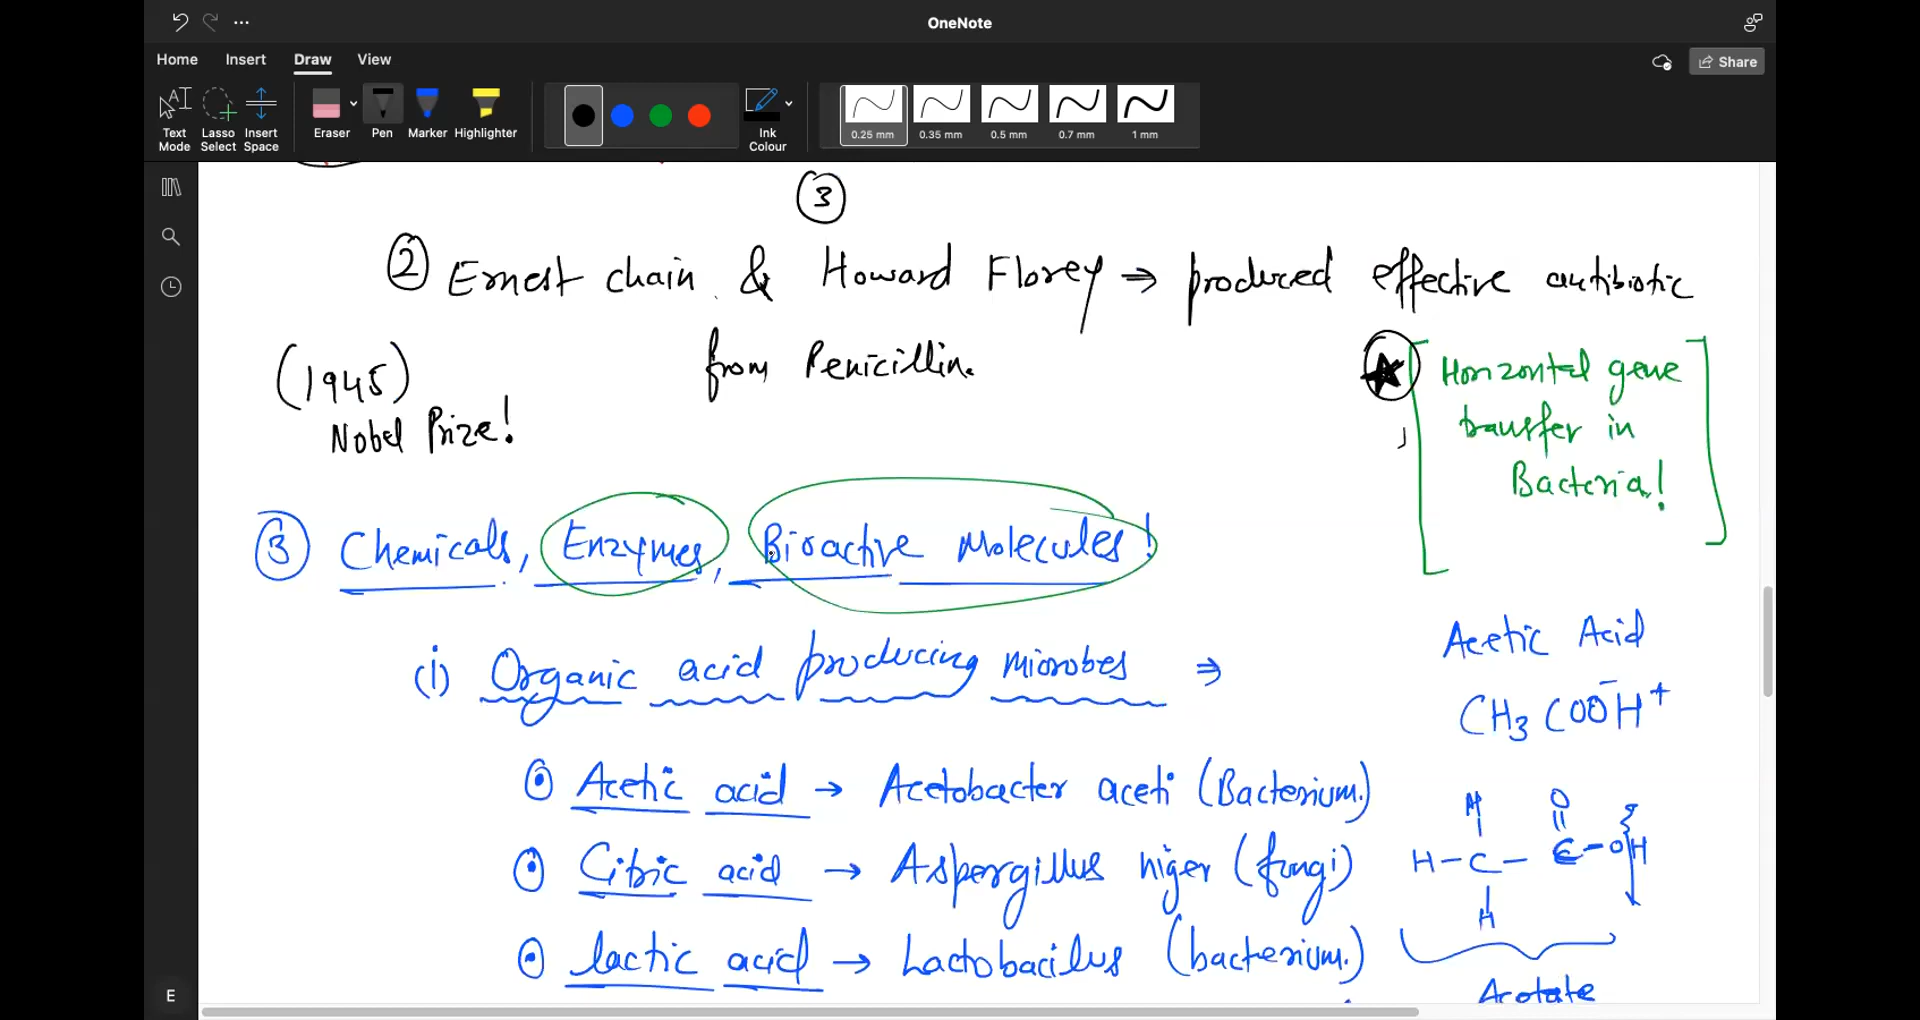 OneNote
Home Insert Draw View
Share
Text Mode
Lasso Select
Insert Space
Eraser
Pen
Marker
Highlighter
Ink Colour
0.25 mm
0.35 mm
0.5 mm
0.7 mm
1 mm
3
2 Ernest chain & Howard Florey ⇒ produced effective antibiotic
from Penicillin.
(1945)
Nobel Prize!
★ [ Horizontal gene
transfer in
Bacteria! ]
3 Chemicals, Enzymes, Bioactive Molecules!
(i) Organic acid producing microbes ⇒
Acetic acid → Acetobacter aceti (Bacterium.)
Citric acid → Aspergillus niger (fungi)
lactic acid → Lactobacillus (bacterium.)
Acetic Acid
CH3 COO⁻H⁺
H O
H-C-C-OH
H
Acetate
E